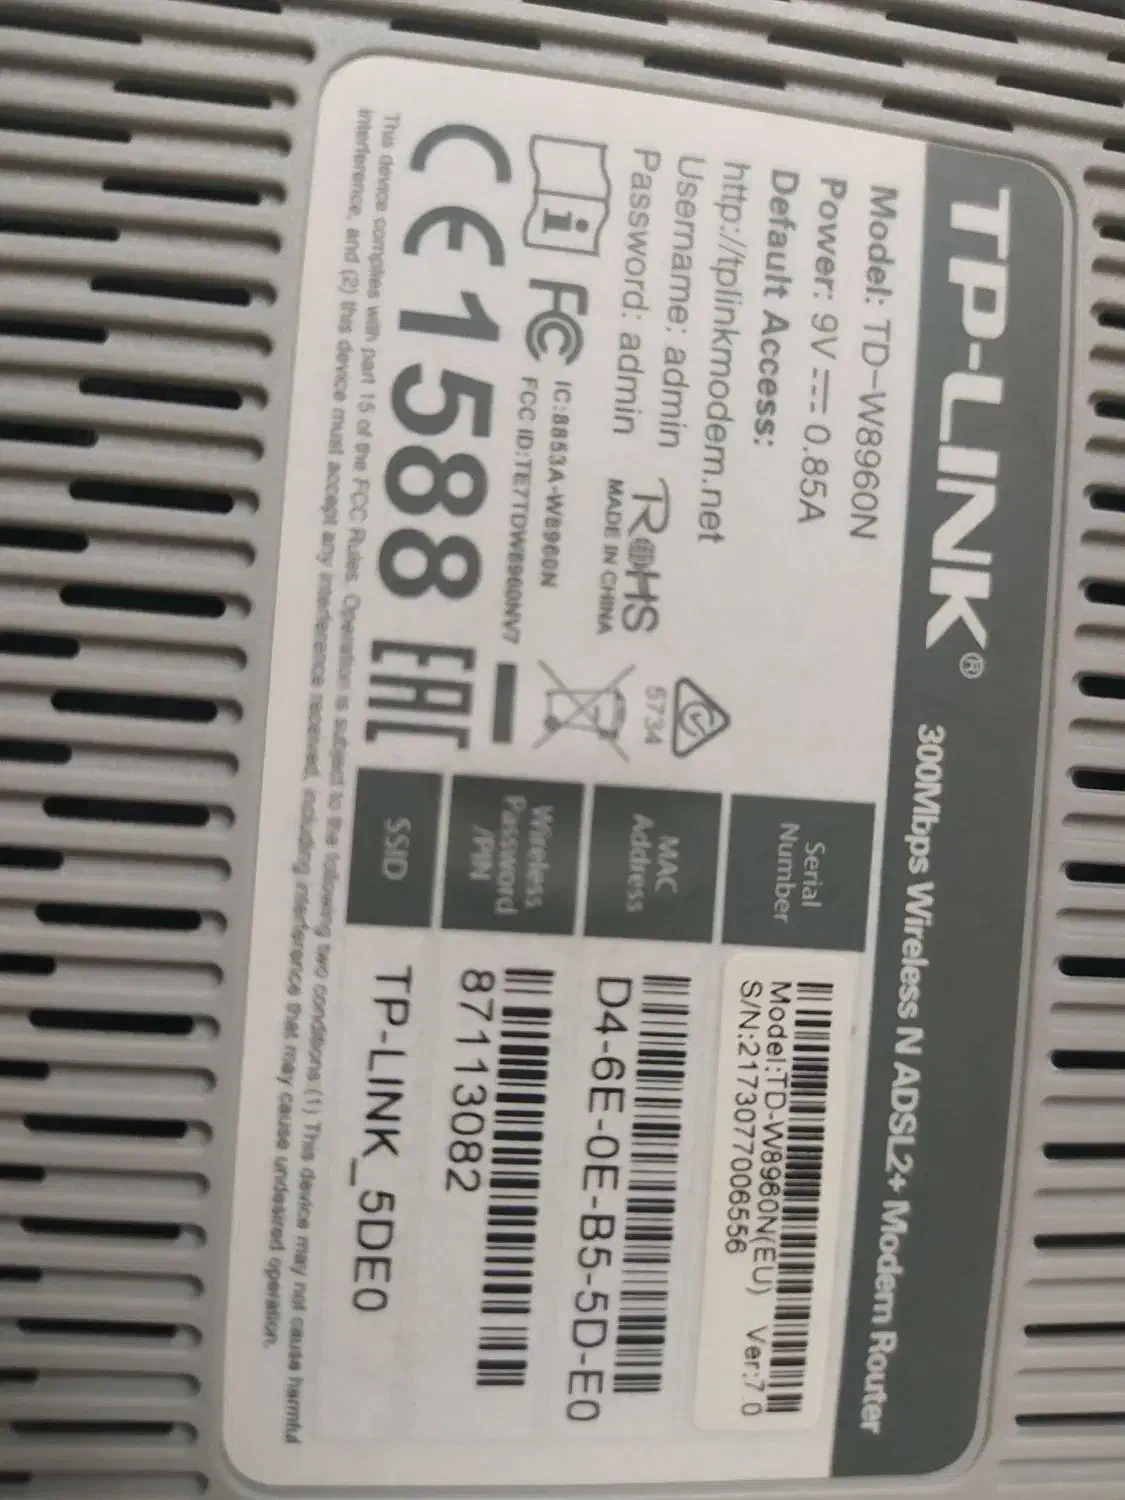 TP-LINK® 300Mbps Wireless N ADSL2+ Modem Router
Model: TD-W8960N
Power: 9V⎓0.85A
Default Access:
http://tplinkmodem.net
Username: admin
Password: admin
RoHS
MADE IN CHINA
5734
i FC IC:8853A-W8960N
FCC ID:TE7TDW8960NV7
CE1588 EAC
Serial
Number
Model:TD-W8960N(EU) Ver:7.0
S/N:2173077006556
MAC
Address
D4-6E-0E-B5-5D-E0
Wireless
Password
/PIN
87113082
SSID
TP-LINK_5DE0
This device complies with part 15 of the FCC Rules. Operation is subject to the following two conditions (1) This device may not cause harmful
interference, and (2) this device must accept any interference received, including interference that may cause undesired operation.